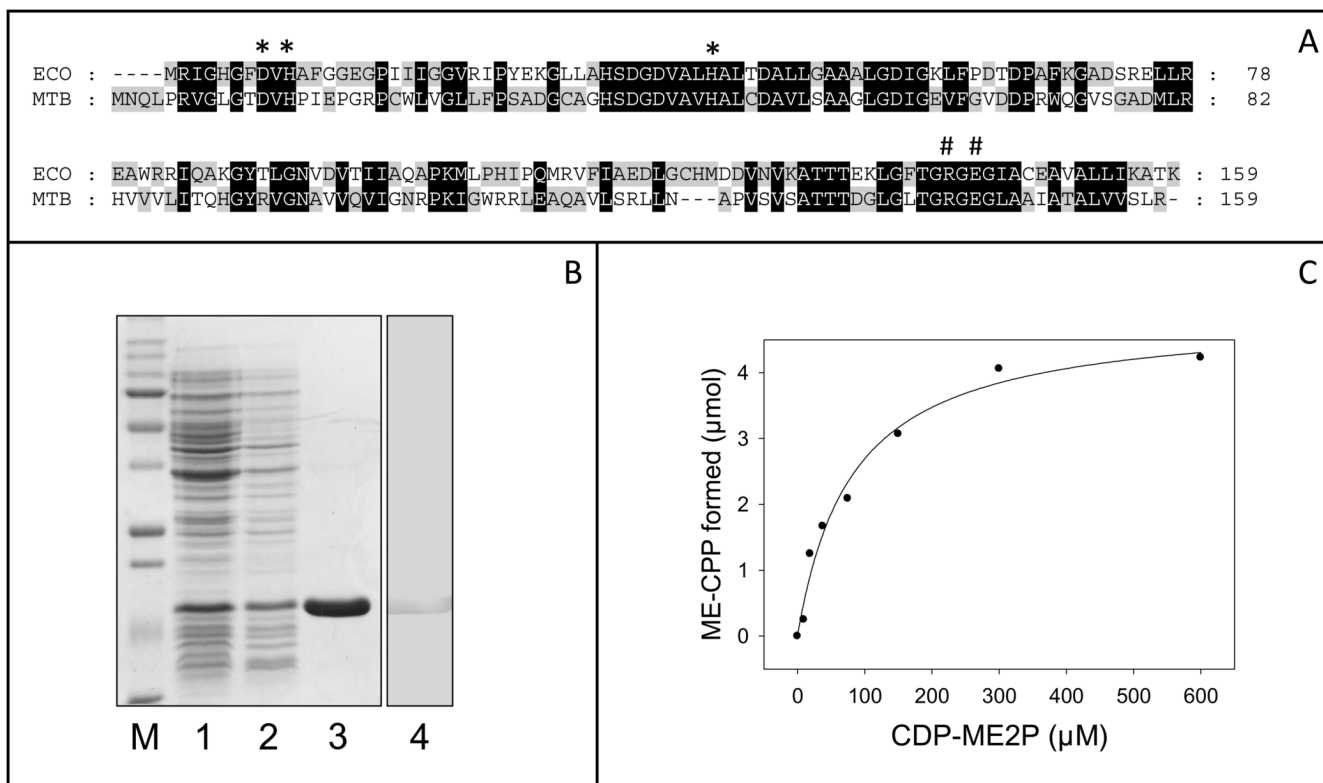 A
* * *
ECO : ----MRIGHGFDVHAFGGEGPIIIGGVRIPYEKGLLAHSDGDVALHALTDALLGAAALGDIGKLFPDTDPAFKGADSRELLR : 78
MTB : MNQLPRVGLGTDVHPIEPGRPCWLVGLLFPSADGCAGHSDGDVAVHALCDAVLSAAGLGDIGEVFGVDDPRWQGVSGADMLR : 82
# #
ECO : EAWRRIQAKGYTLGNVDVTIIAQAPKMLPHIPQMRVFIAEDLGCHMDDVNVKATTTEKLGFTGRGEGIACEAVALLIKATK : 159
MTB : HVVVLITQHGYRVGNAVVQVIGNRPKIGWRRLEAQAVLSRLLN---APVSVSATTTDGLGLTGRGEGLAAIATALVVSLR- : 159
B
M 1 2 3 4
C
ME-CPP formed (µmol)
4
3
2
1
0
0 100 200 300 400 500 600
CDP-ME2P (µM)